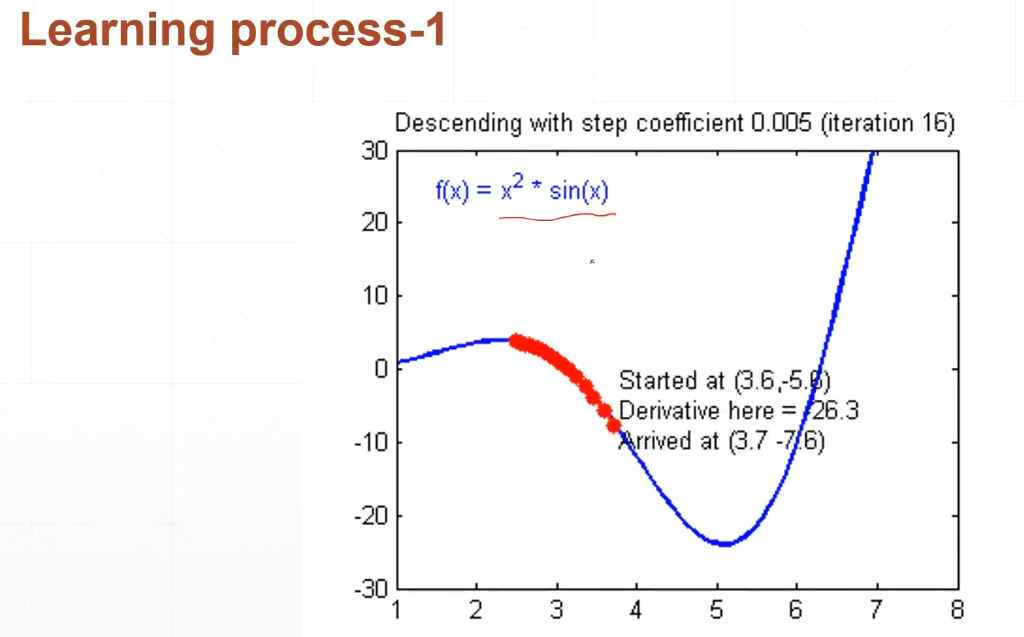 Learning process-1
Descending with step coefficient 0.005 (iteration 16)
30
f(x) = x² * sin(x)
20
10
0
Started at (3.6,-5.6)
Derivative here = -26.3
Arrived at (3.7 -7.6)
-10
-20
-30
1 2 3 4 5 6 7 8